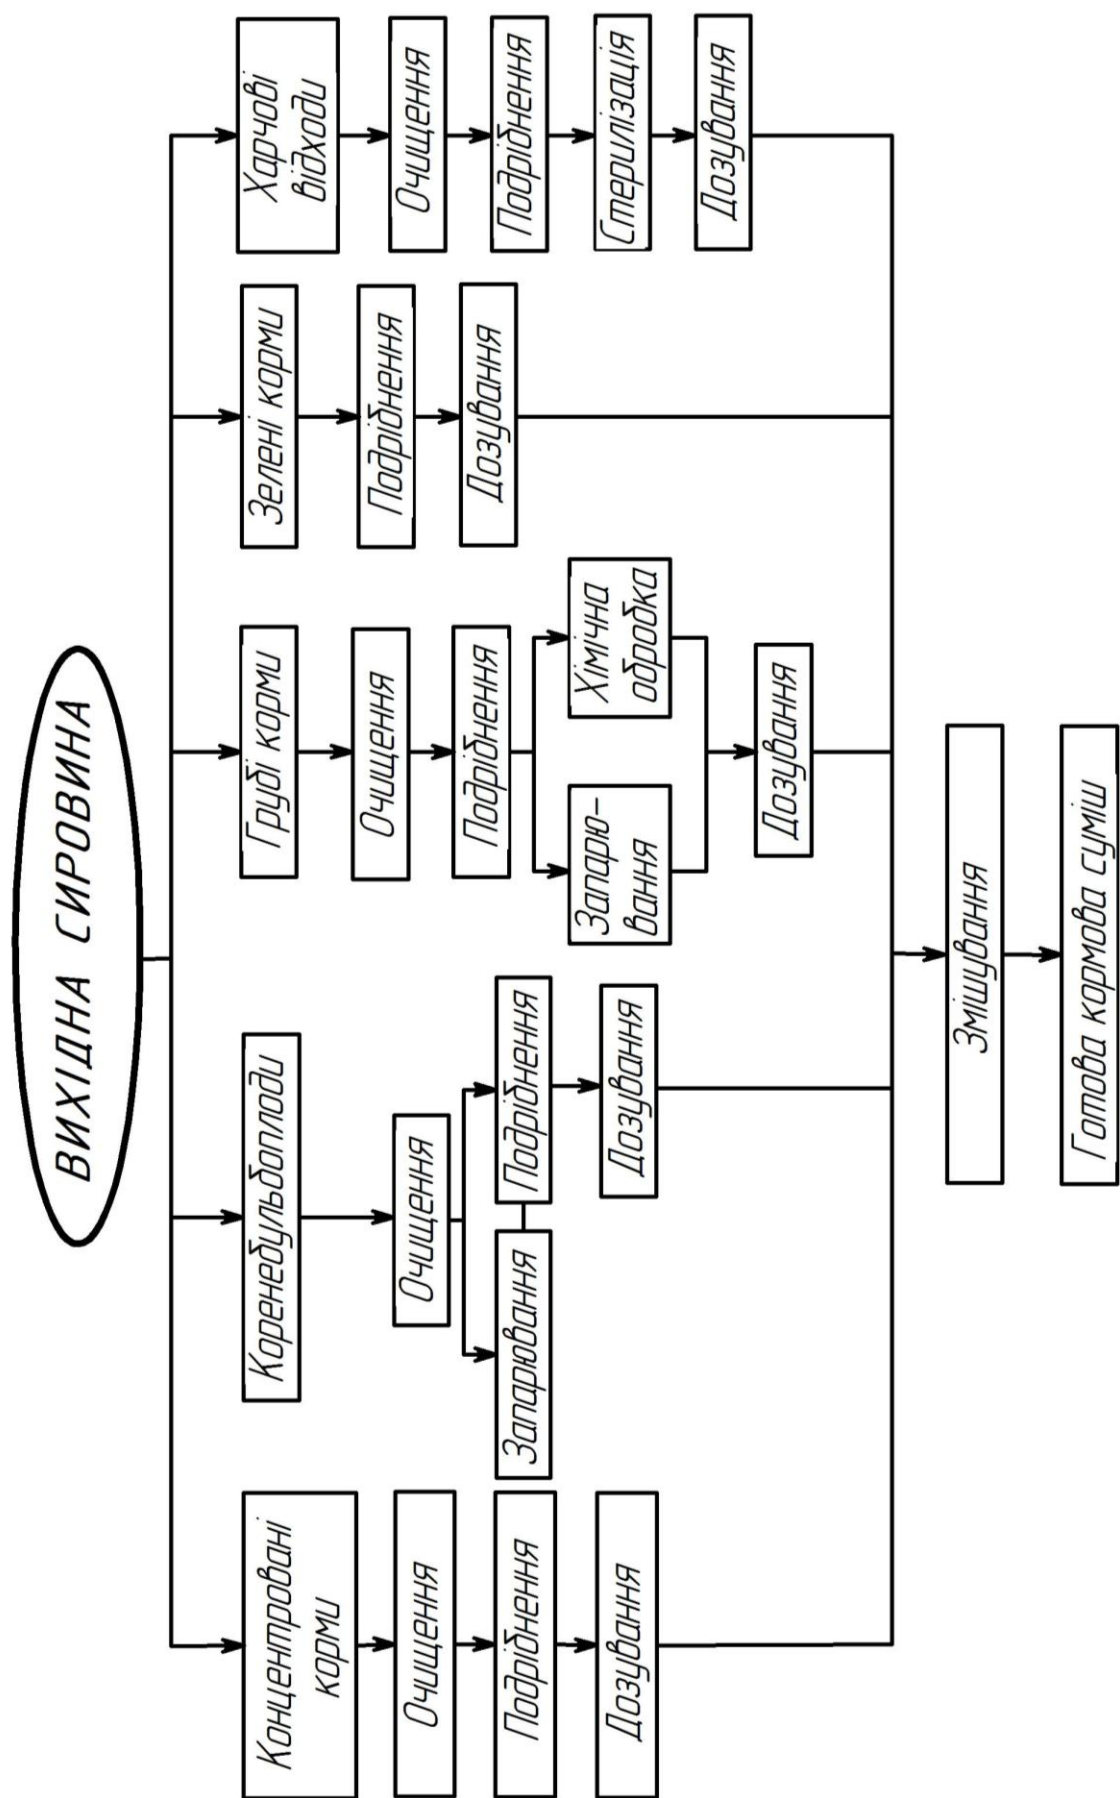 ВИХІДНА СИРОВИНА
Концентровані
корми
Очищення
Подрібнення
Дозування
Коренебульбоплоди
Очищення
Запарювання
Подрібнення
Дозування
Грубі корми
Очищення
Подрібнення
Запарю-
вання
Хімічна
обробка
Дозування
Зелені корми
Подрібнення
Дозування
Харчові
відходи
Очищення
Подрібнення
Стерилізація
Дозування
Змішування
Готова кормова суміш